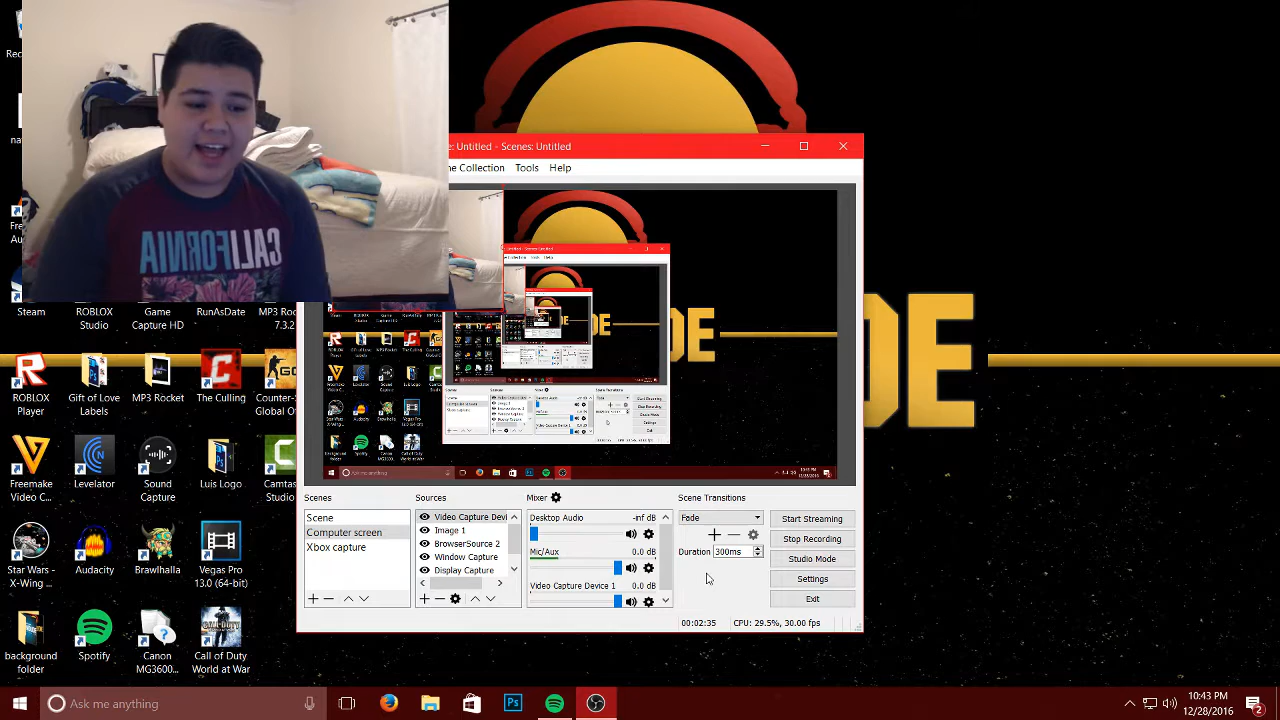 CALIFORNIA
: Untitled - Scenes: Untitled
ne Collection Tools Help
DE
Steam
ROBLOX Studio
Game Capture HD
RunAsDate
MP3 Rocket 7.3.2
ROBLOX Player
Gift of Love Labels
MP3 Rocket
The Culling
Counter-Strike Global Of...
Freemake Video C...
Levelator
Sound Capture
Luis Logo
Camtas Studio
Star Wars - X-Wing ...
Audacity
Brawlhalla
Vegas Pro 13.0 (64-bit)
background folder
Spotify
Canon MG3600...
Call of Duty World at War
Scenes
Scene
Computer screen
Xbox capture
Sources
Video Capture Devi
Image 1
BrowserSource 2
Window Capture
Display Capture
Mixer
Desktop Audio -inf dB
Mic/Aux 0.0 dB
Video Capture Device 1 0.0 dB
Scene Transitions
Fade
Duration 300ms
Start Streaming
Stop Recording
Studio Mode
Settings
Exit
00:02:35 CPU: 29.5%, 30.00 fps
Ask me anything
10:43 PM
12/28/2016
2